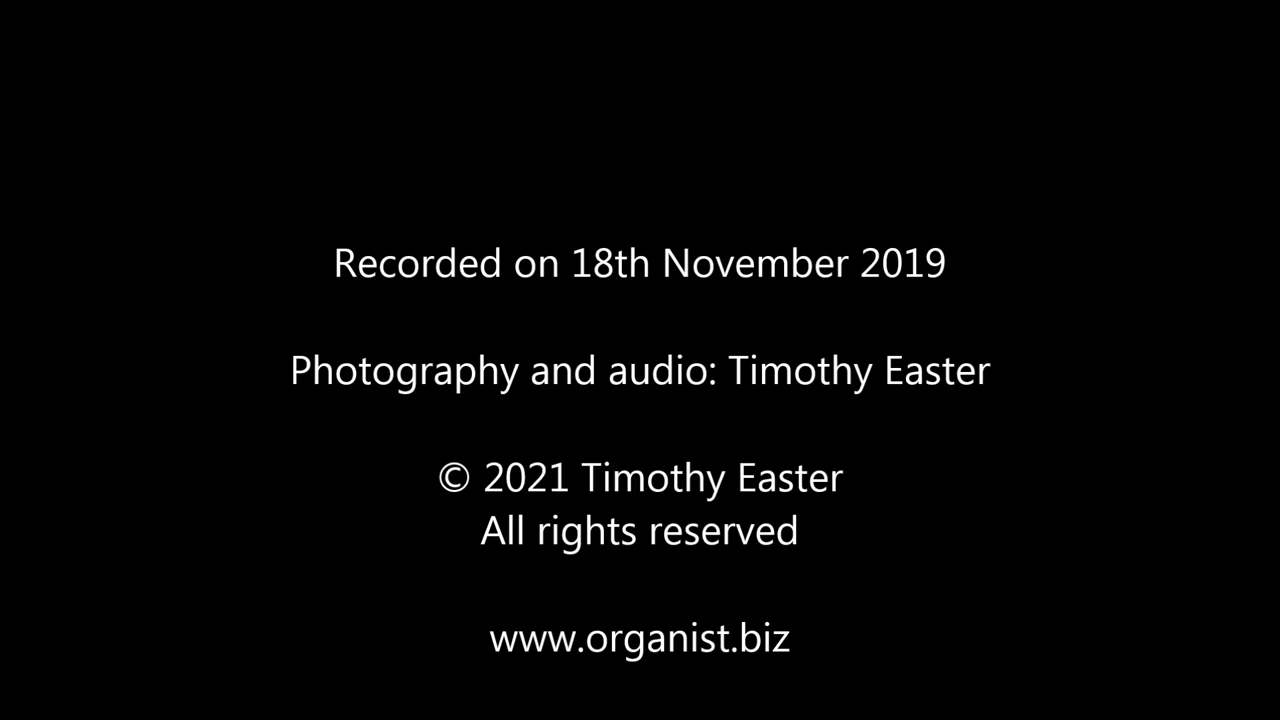 Recorded on 18th November 2019
Photography and audio: Timothy Easter
© 2021 Timothy Easter
All rights reserved
www.organist.biz